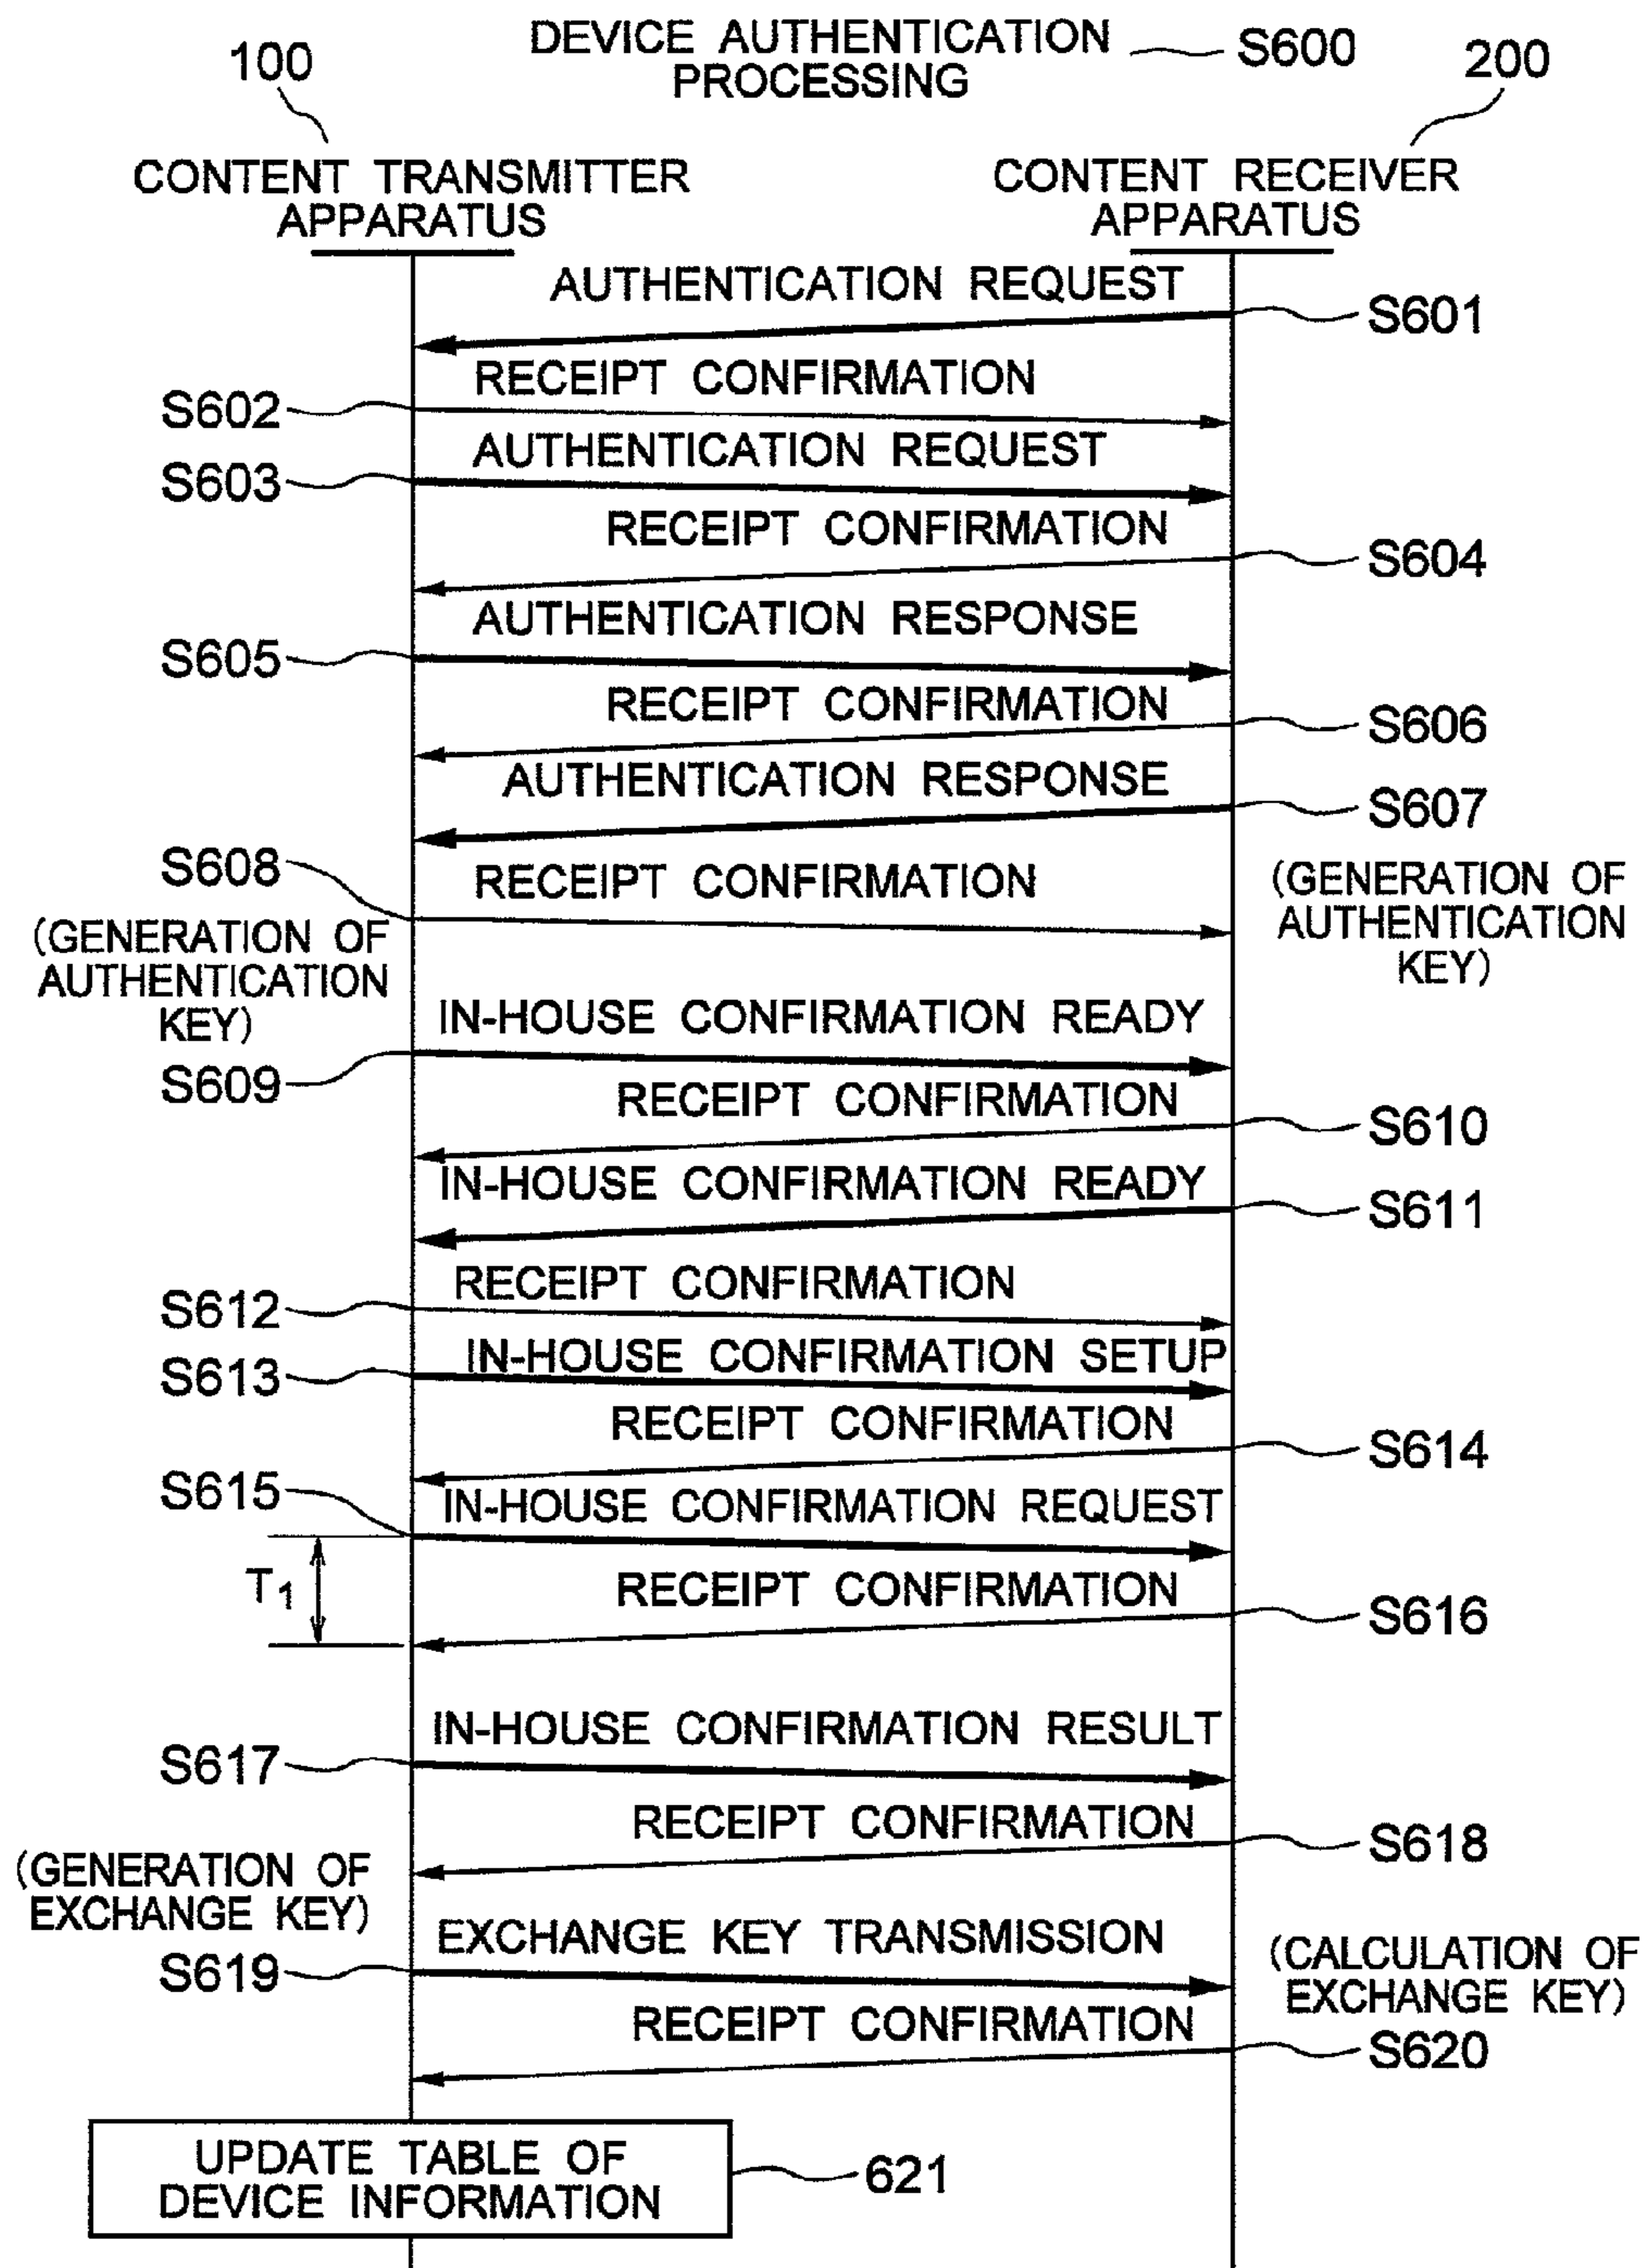 DEVICE AUTHENTICATION
PROCESSING
S600
100
200
CONTENT TRANSMITTER
APPARATUS
CONTENT RECEIVER
APPARATUS
AUTHENTICATION REQUEST
S601
RECEIPT CONFIRMATION
S602
AUTHENTICATION REQUEST
S603
RECEIPT CONFIRMATION
S604
AUTHENTICATION RESPONSE
S605
RECEIPT CONFIRMATION
S606
AUTHENTICATION RESPONSE
S607
S608
RECEIPT CONFIRMATION
(GENERATION OF
AUTHENTICATION
KEY)
(GENERATION OF
AUTHENTICATION
KEY)
IN-HOUSE CONFIRMATION READY
S609
RECEIPT CONFIRMATION
S610
IN-HOUSE CONFIRMATION READY
S611
RECEIPT CONFIRMATION
S612
IN-HOUSE CONFIRMATION SETUP
S613
RECEIPT CONFIRMATION
S614
S615
IN-HOUSE CONFIRMATION REQUEST
T1
RECEIPT CONFIRMATION
S616
IN-HOUSE CONFIRMATION RESULT
S617
RECEIPT CONFIRMATION
S618
(GENERATION OF
EXCHANGE KEY)
EXCHANGE KEY TRANSMISSION
S619
(CALCULATION OF
EXCHANGE KEY)
RECEIPT CONFIRMATION
S620
UPDATE TABLE OF
DEVICE INFORMATION
621